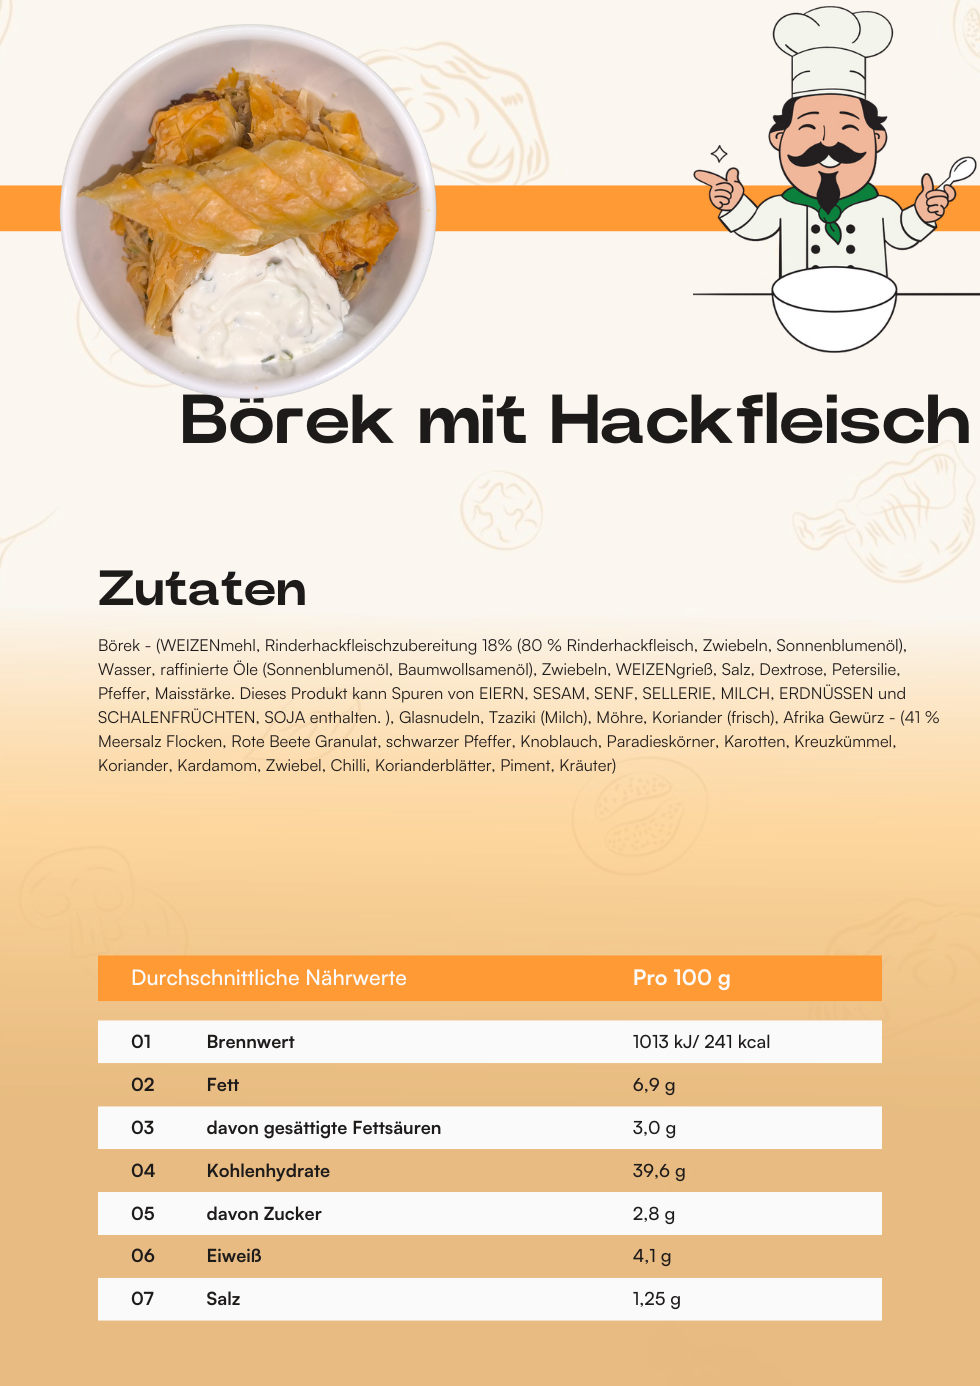 Börek mit Hackfleisch
Zutaten
Börek - (WEIZENmehl, Rinderhackfleischzubereitung 18% (80 % Rinderhackfleisch, Zwiebeln, Sonnenblumenöl),
Wasser, raffinierte Öle (Sonnenblumenöl, Baumwollsamenöl), Zwiebeln, WEIZENgrieß, Salz, Dextrose, Petersilie,
Pfeffer, Maisstärke. Dieses Produkt kann Spuren von EIERN, SESAM, SENF, SELLERIE, MILCH, ERDNÜSSEN und
SCHALENFRÜCHTEN, SOJA enthalten. ), Glasnudeln, Tzaziki (Milch), Möhre, Koriander (frisch), Afrika Gewürz - (41 %
Meersalz Flocken, Rote Beete Granulat, schwarzer Pfeffer, Knoblauch, Paradieskörner, Karotten, Kreuzkümmel,
Koriander, Kardamom, Zwiebel, Chilli, Korianderblätter, Piment, Kräuter)
Durchschnittliche Nährwerte Pro 100 g
01 Brennwert 1013 kJ/ 241 kcal
02 Fett 6,9 g
03 davon gesättigte Fettsäuren 3,0 g
04 Kohlenhydrate 39,6 g
05 davon Zucker 2,8 g
06 Eiweiß 4,1 g
07 Salz 1,25 g